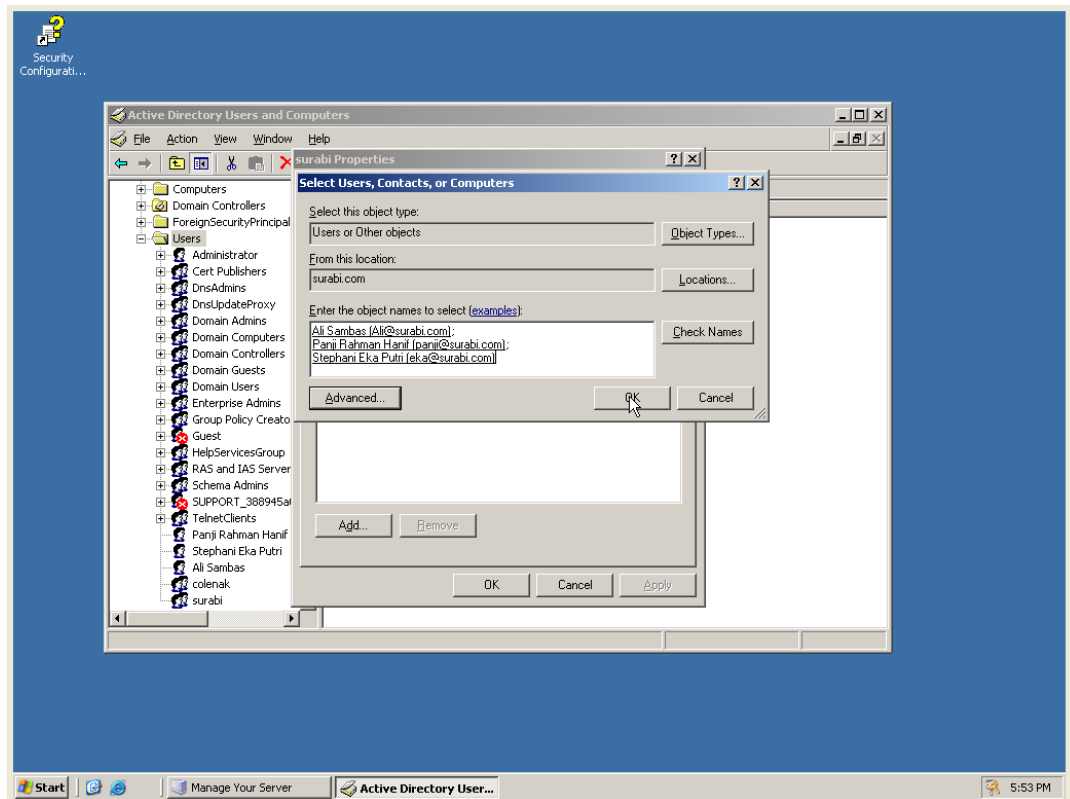 Security
Configurati...
Active Directory Users and Computers
File Action View Window Help
surabi Properties
Select Users, Contacts, or Computers
Select this object type:
Users or Other objects
Object Types...
From this location:
surabi.com
Locations...
Enter the object names to select (examples):
Ali Sambas (Ali@surabi.com);
Panji Rahman Hanif (panji@surabi.com);
Stephani Eka Putri (eka@surabi.com)
Check Names
Advanced...
OK
Cancel
Computers
Domain Controllers
ForeignSecurityPrincipal
Users
Administrator
Cert Publishers
DnsAdmins
DnsUpdateProxy
Domain Admins
Domain Computers
Domain Controllers
Domain Guests
Domain Users
Enterprise Admins
Group Policy Creato
Guest
HelpServicesGroup
RAS and IAS Server
Schema Admins
SUPPORT_388945a
TelnetClients
Panji Rahman Hanif
Stephani Eka Putri
Ali Sambas
colenak
surabi
Add...
Remove
OK
Cancel
Apply
Start
Manage Your Server
Active Directory User...
5:53 PM